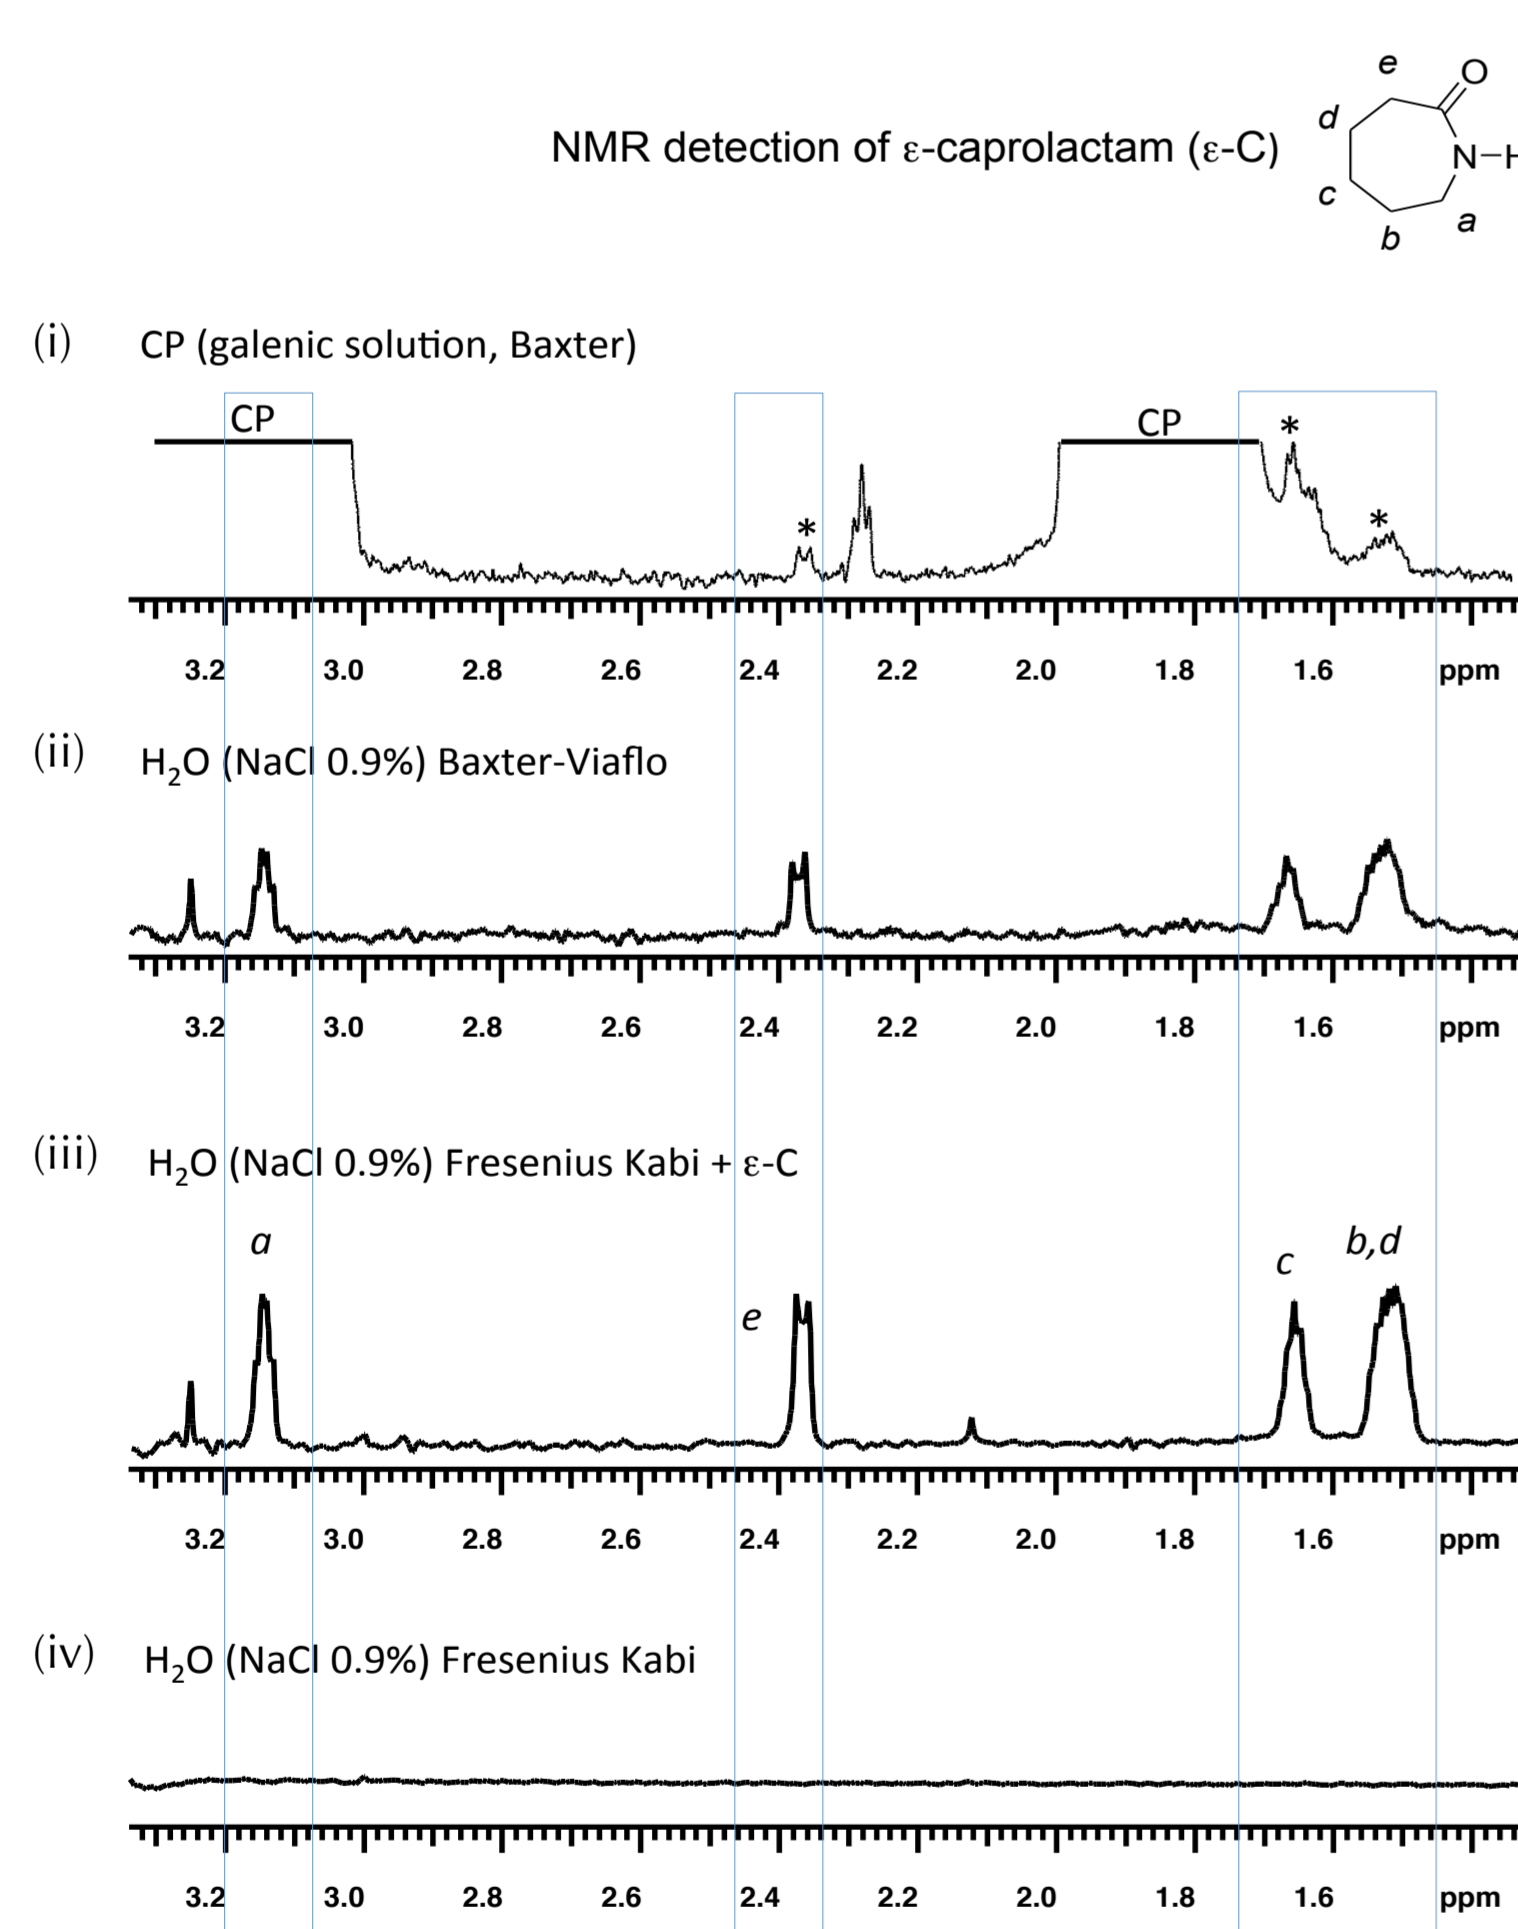 e
O
d
NMR detection of ε-caprolactam (ε-C)
N–H
c
a
b
(i) CP (galenic solution, Baxter)
CP CP *
* *
3.2 3.0 2.8 2.6 2.4 2.2 2.0 1.8 1.6 ppm
(ii) H₂O (NaCl 0.9%) Baxter-Viaflo
3.2 3.0 2.8 2.6 2.4 2.2 2.0 1.8 1.6 ppm
(iii) H₂O (NaCl 0.9%) Fresenius Kabi + ε-C
a b,d
c
e
3.2 3.0 2.8 2.6 2.4 2.2 2.0 1.8 1.6 ppm
(iv) H₂O (NaCl 0.9%) Fresenius Kabi
3.2 3.0 2.8 2.6 2.4 2.2 2.0 1.8 1.6 ppm